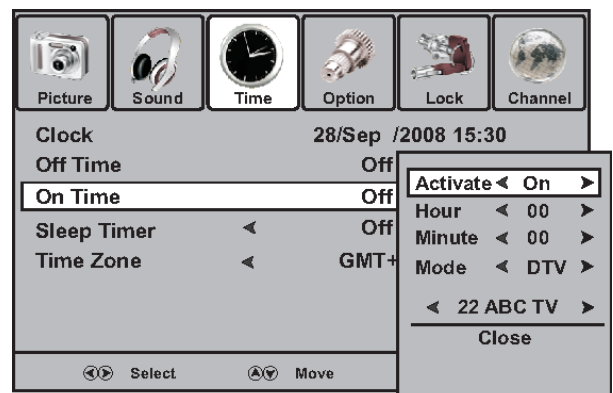 Picture Sound Time Option Lock Channel
Clock 28/Sep /2008 15:30
Off Time Off
On Time Off
Sleep Timer Off
Time Zone GMT+
Activate On
Hour 00
Minute 00
Mode DTV
22 ABC TV
Close
Select Move